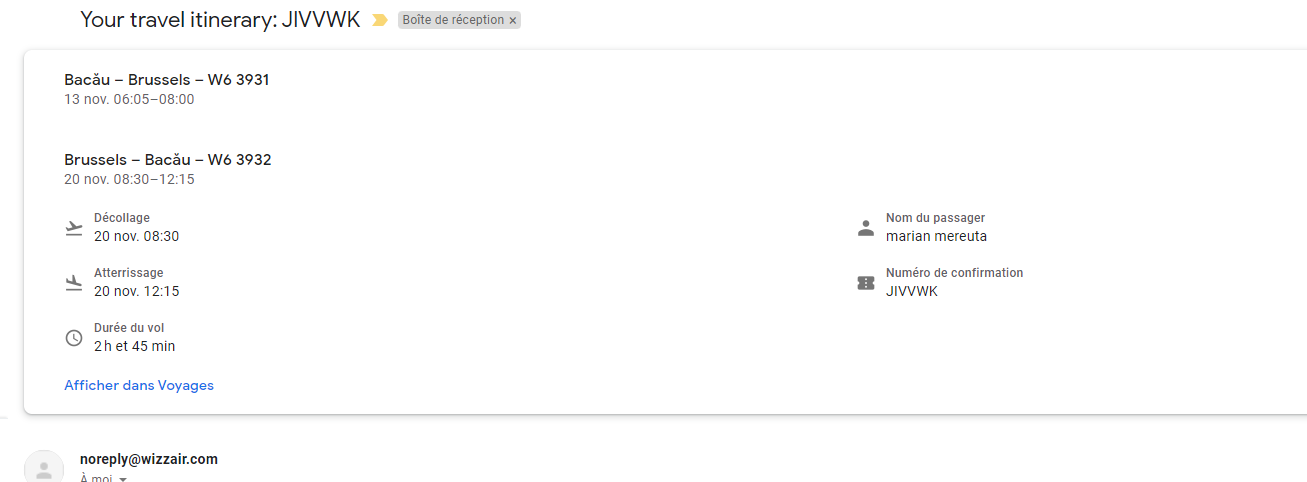 Your travel itinerary: JIVVWK Boîte de réception ×
Bacău – Brussels – W6 3931
13 nov. 06:05–08:00
Brussels – Bacău – W6 3932
20 nov. 08:30–12:15
Décollage
20 nov. 08:30
Nom du passager
marian mereuta
Atterrissage
20 nov. 12:15
Numéro de confirmation
JIVVWK
Durée du vol
2 h et 45 min
Afficher dans Voyages
noreply@wizzair.com
À moi